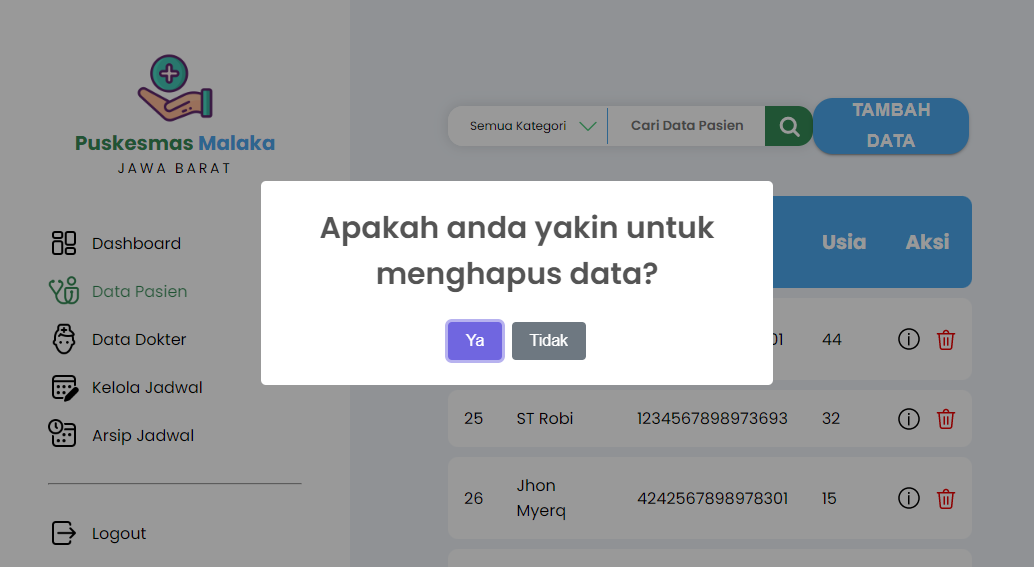 Puskesmas Malaka
JAWA BARAT
Dashboard
Data Pasien
Data Dokter
Kelola Jadwal
Arsip Jadwal
Logout
Semua Kategori
Cari Data Pasien
TAMBAH
DATA
Apakah anda yakin untuk
menghapus data?
Ya
Tidak
Usia Aksi
44
25 ST Robi 1234567898973693 32
26 Jhon Myerq 4242567898978301 15